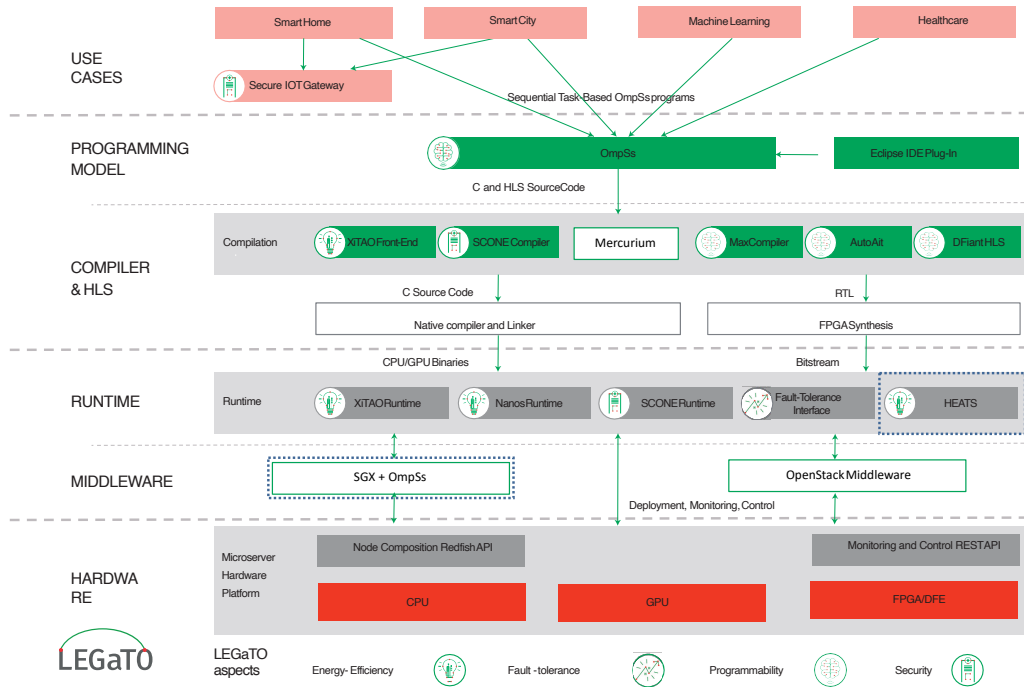 Smart Home
Smart City
Machine Learning
Healthcare
USE
CASES
Secure IOT Gateway
Sequential Task-Based OmpSs programs
PROGRAMMING
MODEL
OmpSs
Eclipse IDE Plug-In
C and HLS SourceCode
COMPILER
& HLS
Compilation
XiTAO Front-End
SCONE Compiler
Mercurium
MaxCompiler
AutoAit
DFiant HLS
C Source Code
RTL
Native compiler and Linker
FPGA Synthesis
CPU/GPU Binaries
Bitstream
RUNTIME
Runtime
XiTAO Runtime
Nanos Runtime
SCONE Runtime
Fault-Tolerance
Interface
HEATS
MIDDLEWARE
SGX + OmpSs
OpenStack Middleware
Deployment, Monitoring, Control
HARDWA
RE
Microserver
Hardware
Platform
Node Composition Redfish API
Monitoring and Control REST API
CPU
GPU
FPGA/DFE
LEGaTO
LEGaTO
aspects
Energy- Efficiency
Fault -tolerance
Programmability
Security